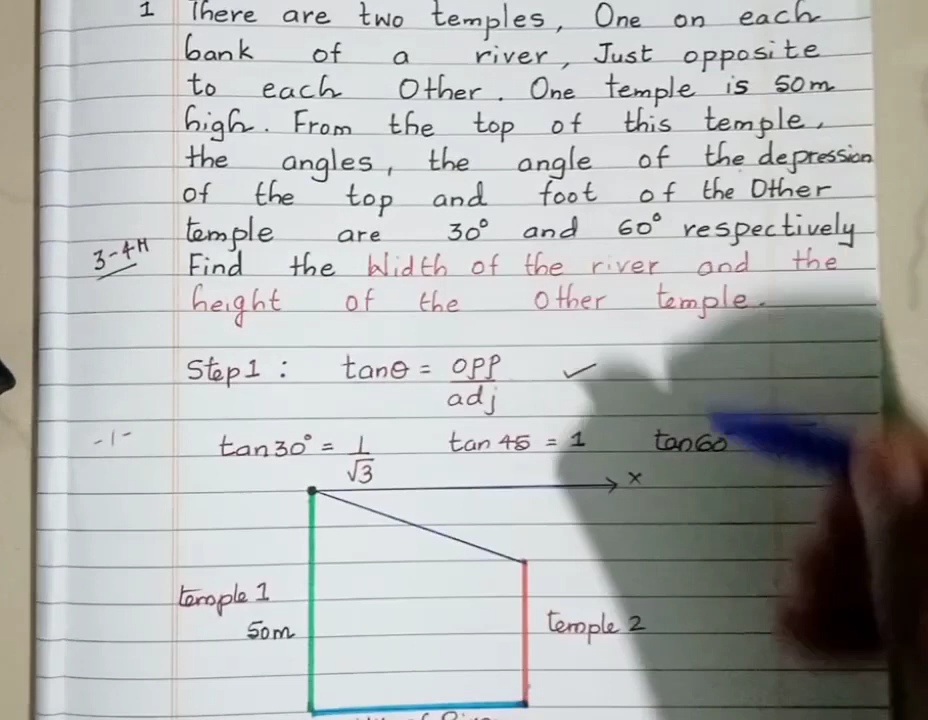 1 There are two temples, One on each
bank of a river, Just opposite
to each Other. One temple is 50m
high. From the top of this temple,
the angles, the angle of the depression
of the top and foot of the Other
temple are 30° and 60° respectively
3-4M
Find the Width of the river and the
height of the Other temple.
Step 1 : tanθ = opp/adj ✓
-1-
tan30° = 1/√3 tan 45 = 1 tan60
x
temple 1
50m
temple 2